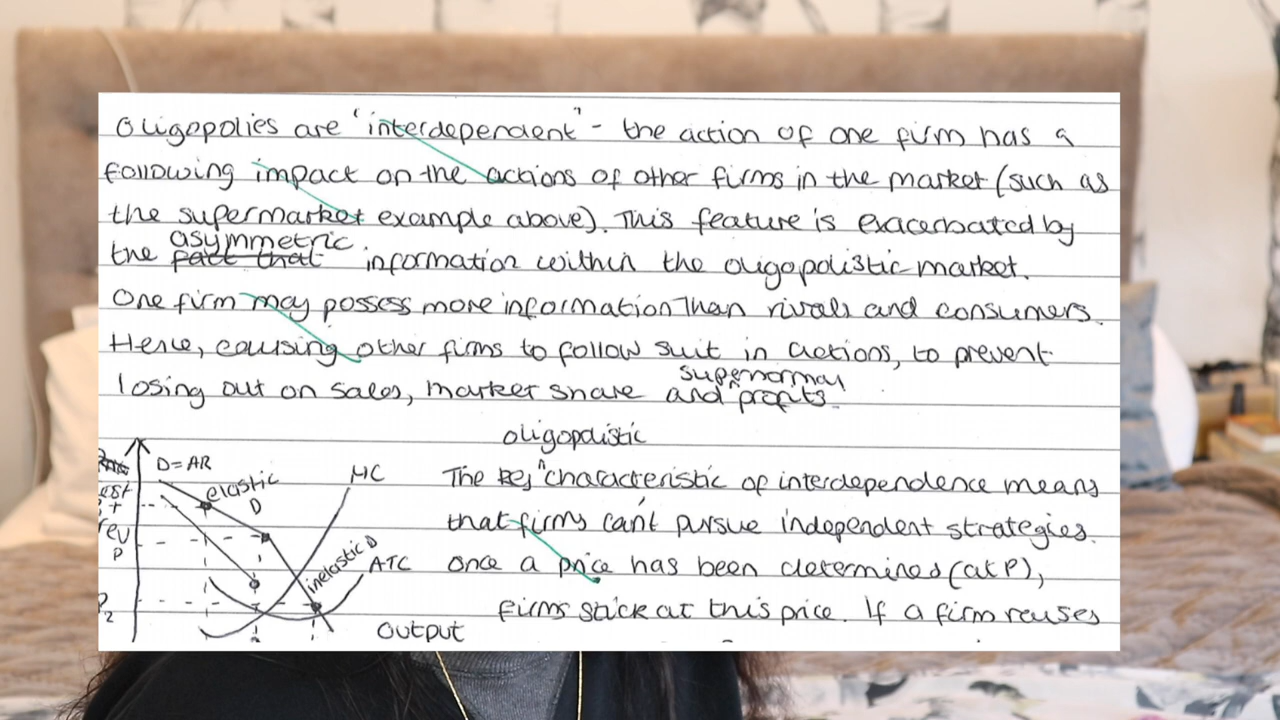 Oligopolies are "interdependent" - the action of one firm has a
following impact on the actions of other firms in the market (such as
the supermarket example above). This feature is exacerbated by
the fact that asymmetric information within the oligopolistic market.
One firm may possess more information than rivals and consumers.
Hence, causing other firms to follow suit in actions, to prevent
losing out on sales, market share and supernormal profits.
The key oligopolistic characteristic of interdependence means
that firms can't pursue independent strategies.
once a price has been determined (at P),
firms stick at this price. If a firm
D=AR
elastic
D
MC
inelastic D
ATC
rev
P
P2
Output